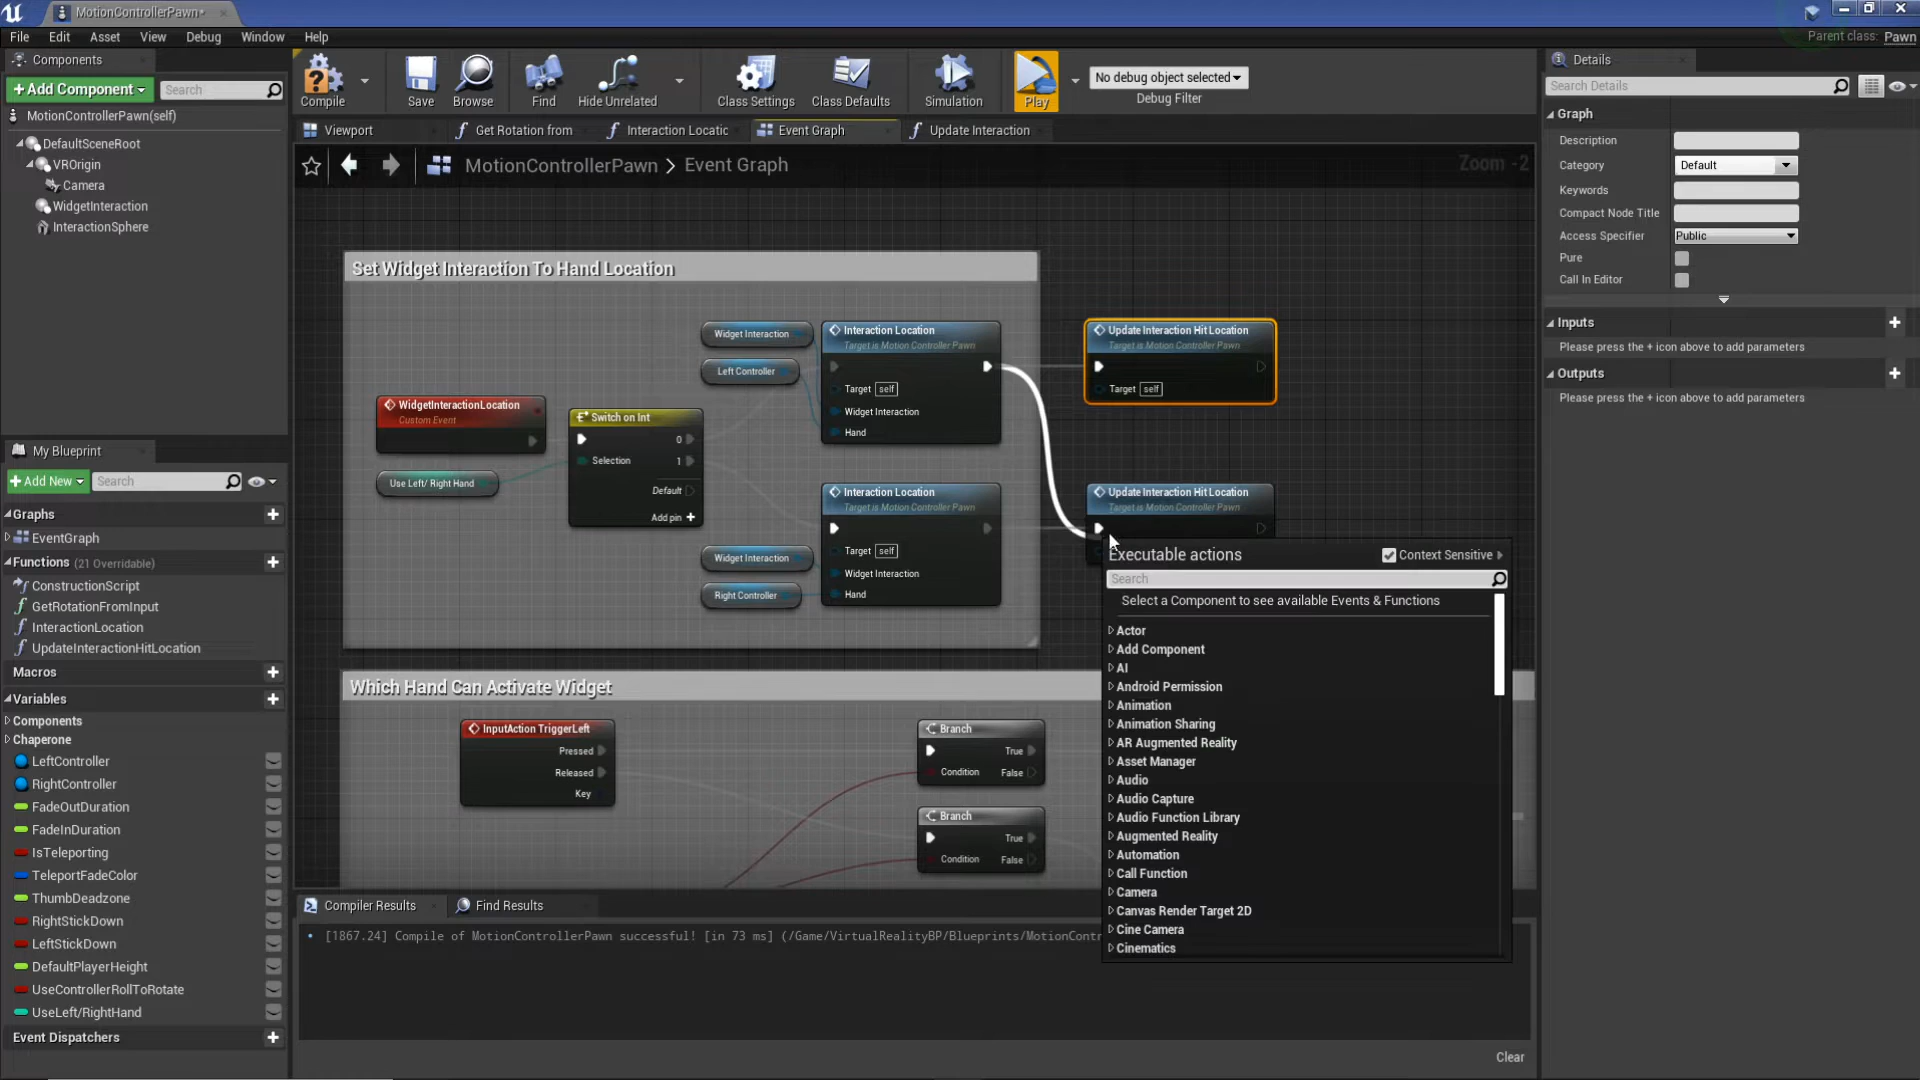 MotionControllerPawn*
File Edit Asset View Debug Window Help
Parent class: Pawn
Components
+Add Component
Search
MotionControllerPawn(self)
DefaultSceneRoot
VROrigin
Camera
WidgetInteraction
InteractionSphere
Compile
Save
Browse
Find
Hide Unrelated
Class Settings
Class Defaults
Simulation
Play
No debug object selected
Debug Filter
Viewport
Get Rotation from
Interaction Locatic
Event Graph
Update Interaction
MotionControllerPawn > Event Graph
Zoom -2
Set Widget Interaction To Hand Location
WidgetInteractionLocation
Custom Event
Use Left/ Right Hand
Switch on Int
0
Selection 1
Default
Add pin +
Widget Interaction
Left Controller
Interaction Location
Target is Motion Controller Pawn
Target self
Widget Interaction
Hand
Update Interaction Hit Location
Target is Motion Controller Pawn
Target self
Widget Interaction
Right Controller
Interaction Location
Target is Motion Controller Pawn
Target self
Widget Interaction
Hand
Update Interaction Hit Location
Target is Motion Controller Pawn
Executable actions
Context Sensitive
Search
Select a Component to see available Events & Functions
Actor
Add Component
AI
Android Permission
Animation
Animation Sharing
AR Augmented Reality
Asset Manager
Audio
Audio Capture
Audio Function Library
Augmented Reality
Automation
Call Function
Camera
Canvas Render Target 2D
Cine Camera
Cinematics
Which Hand Can Activate Widget
InputAction TriggerLeft
Pressed
Released
Key
Branch
True
Condition False
Branch
True
Condition False
My Blueprint
+Add New
Search
Graphs
EventGraph
Functions (21 Overridable)
ConstructionScript
GetRotationFromInput
InteractionLocation
UpdateInteractionHitLocation
Macros
Variables
Components
Chaperone
LeftController
RightController
FadeOutDuration
FadeInDuration
IsTeleporting
TeleportFadeColor
ThumbDeadzone
RightStickDown
LeftStickDown
DefaultPlayerHeight
UseControllerRollToRotate
UseLeft/RightHand
Event Dispatchers
Compiler Results
Find Results
[1867.24] Compile of MotionControllerPawn successful! [in 73 ms] (/Game/VirtualRealityBP/Blueprints/MotionContr
Clear
Details
Search Details
Graph
Description
Category Default
Keywords
Compact Node Title
Access Specifier Public
Pure
Call In Editor
Inputs
Please press the + icon above to add parameters
Outputs
Please press the + icon above to add parameters